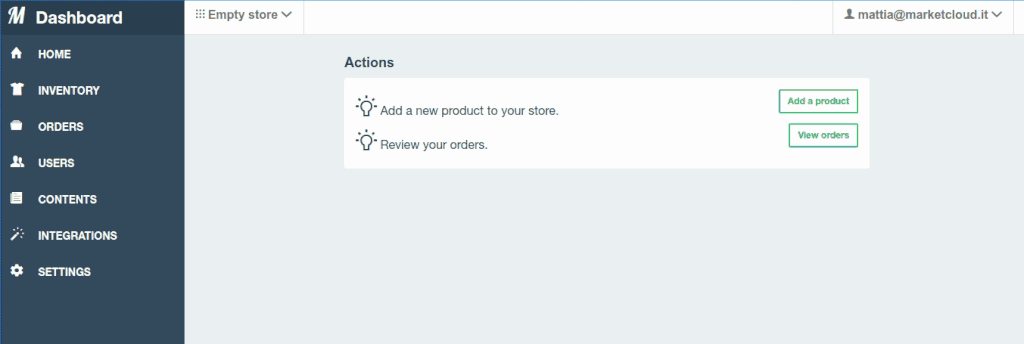 M Dashboard
Empty store
mattia@marketcloud.it
HOME
INVENTORY
ORDERS
USERS
CONTENTS
INTEGRATIONS
SETTINGS
Actions
Add a new product to your store.
Add a product
Review your orders.
View orders